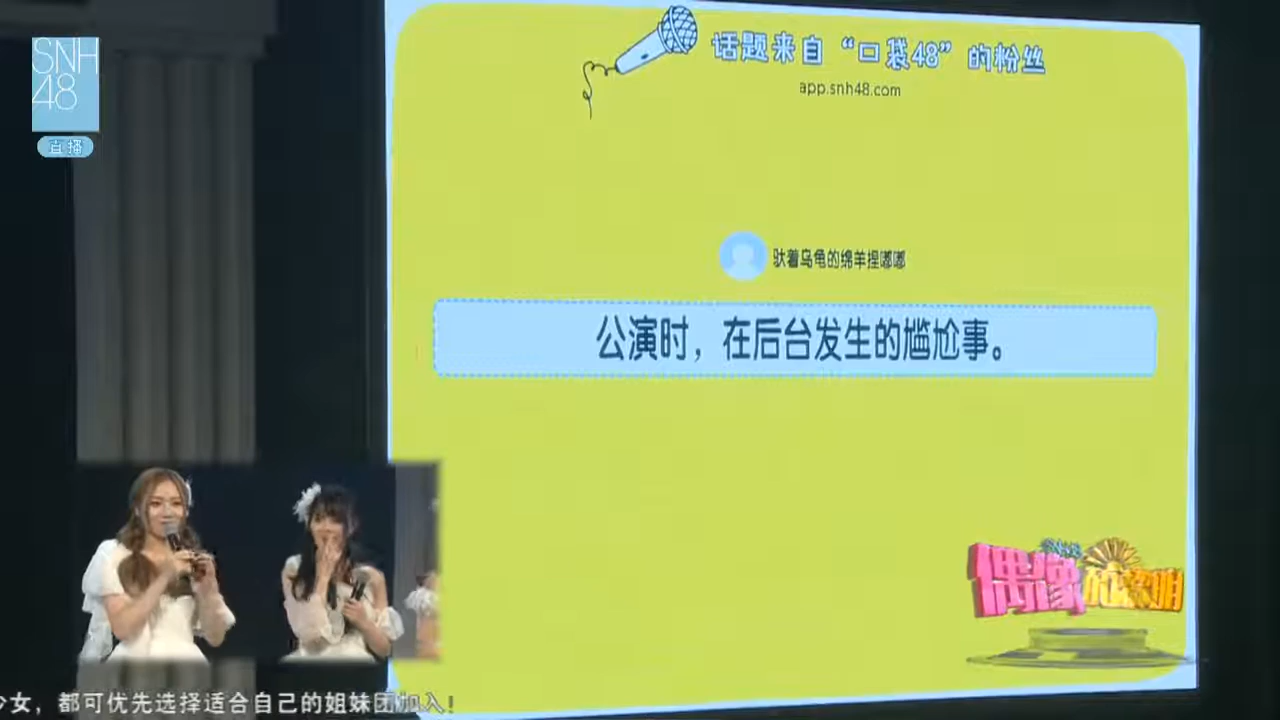 SNH
48
直播
话题来自“口袋48”的粉丝
app.snh48.com
驮着乌龟的绵羊捏嘟嘟
公演时，在后台发生的尴尬事。
偶像
少女，都可优先选择适合自己的姐妹团加入！